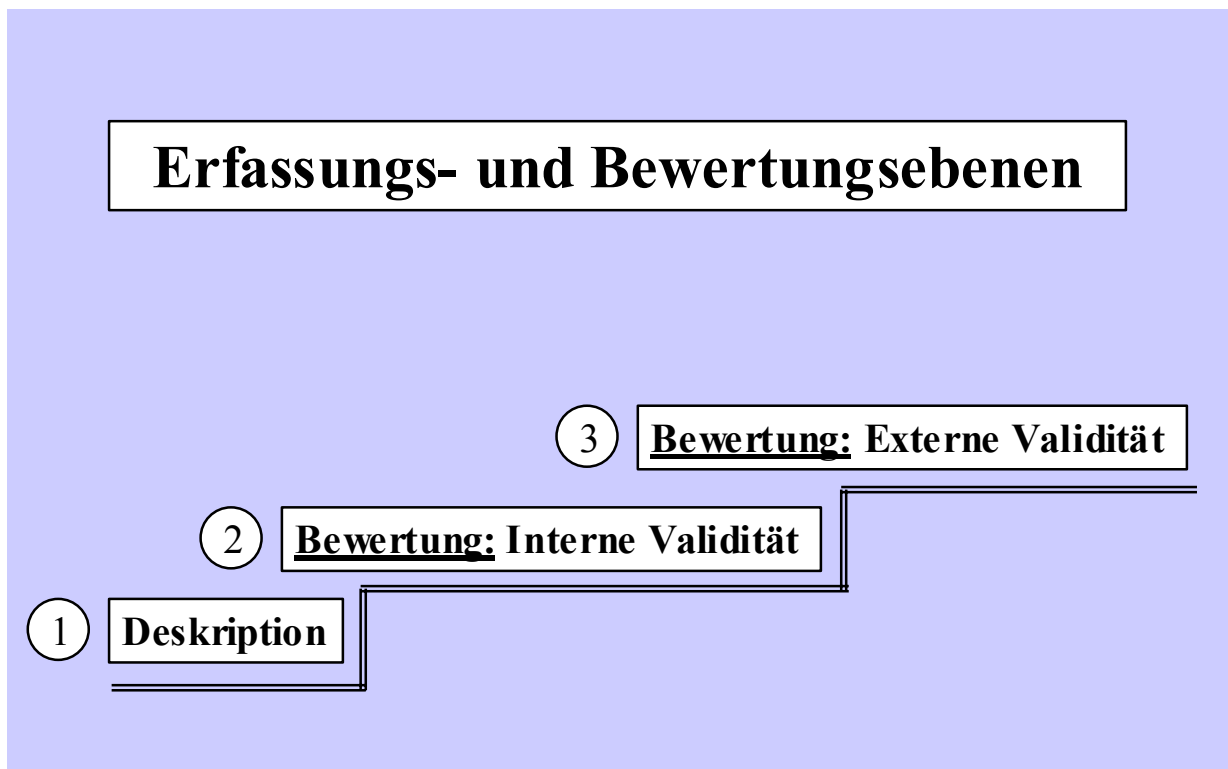 Erfassungs- und Bewertungsebenen
3 Bewertung: Externe Validität
2 Bewertung: Interne Validität
1 Deskription